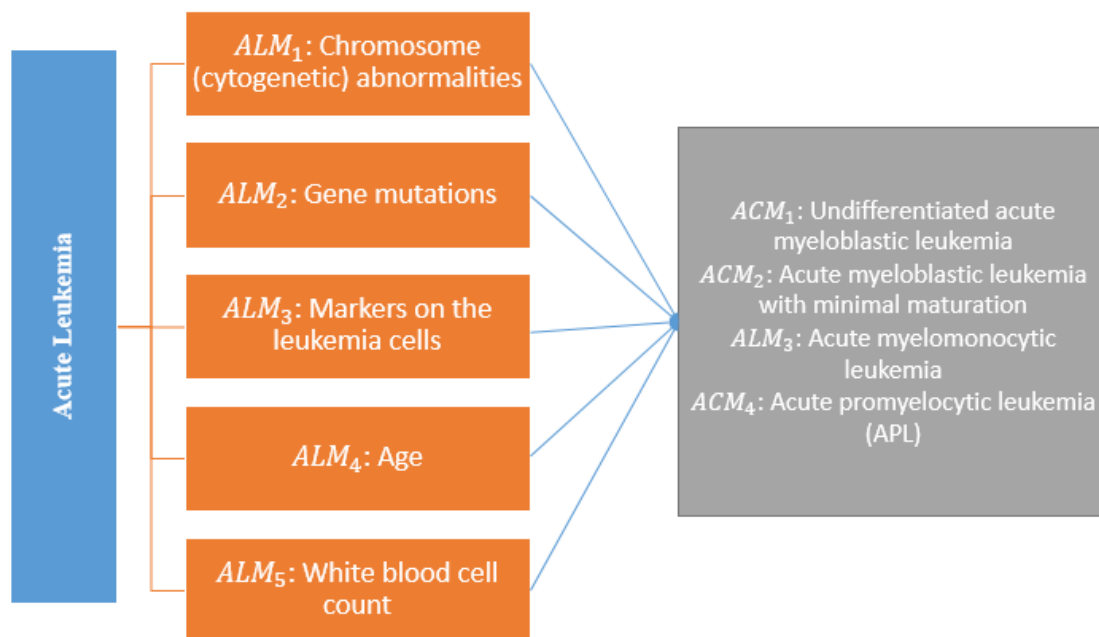 Acute Leukemia
𝐴𝐿𝑀₁: Chromosome
(cytogenetic) abnormalities
𝐴𝐿𝑀₂: Gene mutations
𝐴𝐿𝑀₃: Markers on the
leukemia cells
𝐴𝐿𝑀₄: Age
𝐴𝐿𝑀₅: White blood cell
count
𝐴𝐶𝑀₁: Undifferentiated acute
myeloblastic leukemia
𝐴𝐶𝑀₂: Acute myeloblastic leukemia
with minimal maturation
𝐴𝐿𝑀₃: Acute myelomonocytic
leukemia
𝐴𝐶𝑀₄: Acute promyelocytic leukemia
(APL)